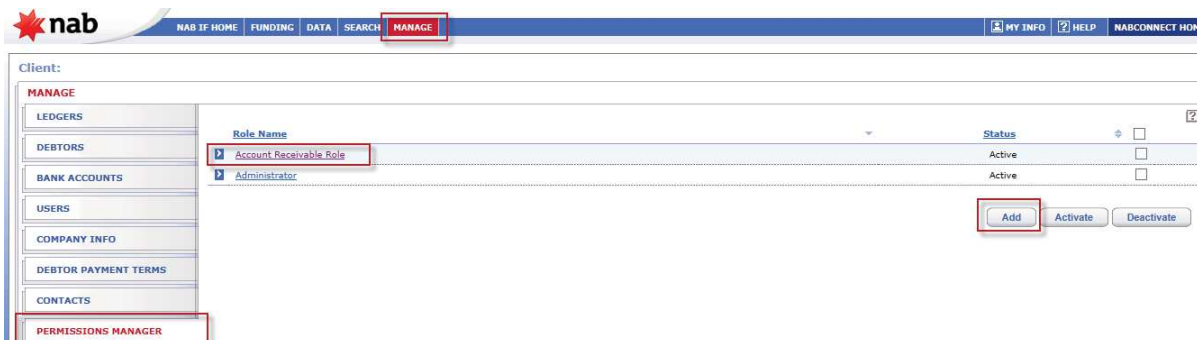 nab
NAB IF HOME FUNDING DATA SEARCH MANAGE MY INFO ? HELP NABCONNECT HOM
Client:
MANAGE
LEDGERS
DEBTORS
BANK ACCOUNTS
USERS
COMPANY INFO
DEBTOR PAYMENT TERMS
CONTACTS
PERMISSIONS MANAGER
?
Role Name Status
Account Receivable Role Active
Administrator Active
Add Activate Deactivate